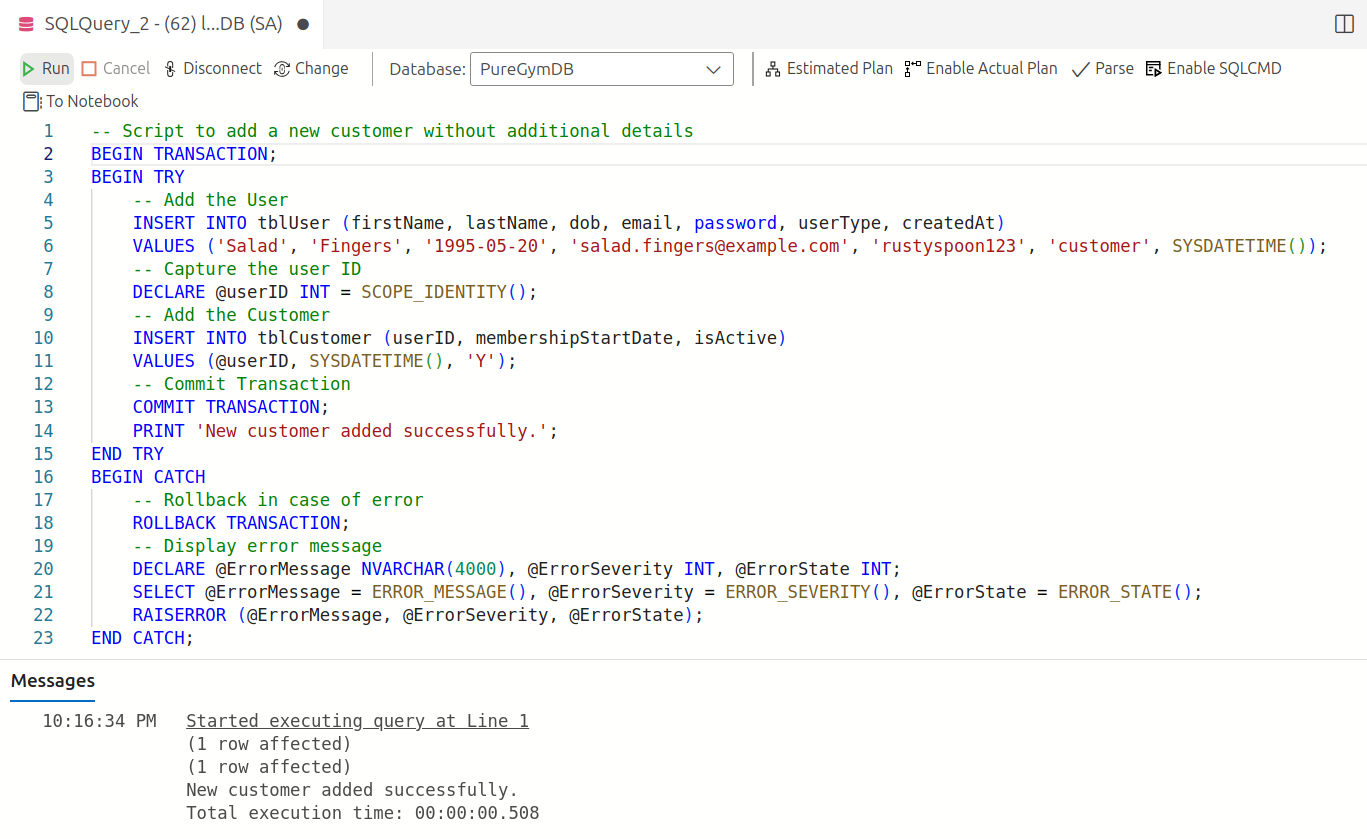 SQLQuery_2 - (62) l...DB (SA)
Run Cancel Disconnect Change Database: PureGymDB Estimated Plan Enable Actual Plan Parse Enable SQLCMD
To Notebook
1 -- Script to add a new customer without additional details
2 BEGIN TRANSACTION;
3 BEGIN TRY
4 -- Add the User
5 INSERT INTO tblUser (firstName, lastName, dob, email, password, userType, createdAt)
6 VALUES ('Salad', 'Fingers', '1995-05-20', 'salad.fingers@example.com', 'rustyspoon123', 'customer', SYSDATETIME());
7 -- Capture the user ID
8 DECLARE @userID INT = SCOPE_IDENTITY();
9 -- Add the Customer
10 INSERT INTO tblCustomer (userID, membershipStartDate, isActive)
11 VALUES (@userID, SYSDATETIME(), 'Y');
12 -- Commit Transaction
13 COMMIT TRANSACTION;
14 PRINT 'New customer added successfully.';
15 END TRY
16 BEGIN CATCH
17 -- Rollback in case of error
18 ROLLBACK TRANSACTION;
19 -- Display error message
20 DECLARE @ErrorMessage NVARCHAR(4000), @ErrorSeverity INT, @ErrorState INT;
21 SELECT @ErrorMessage = ERROR_MESSAGE(), @ErrorSeverity = ERROR_SEVERITY(), @ErrorState = ERROR_STATE();
22 RAISERROR (@ErrorMessage, @ErrorSeverity, @ErrorState);
23 END CATCH;
Messages
10:16:34 PM Started executing query at Line 1
(1 row affected)
(1 row affected)
New customer added successfully.
Total execution time: 00:00:00.508